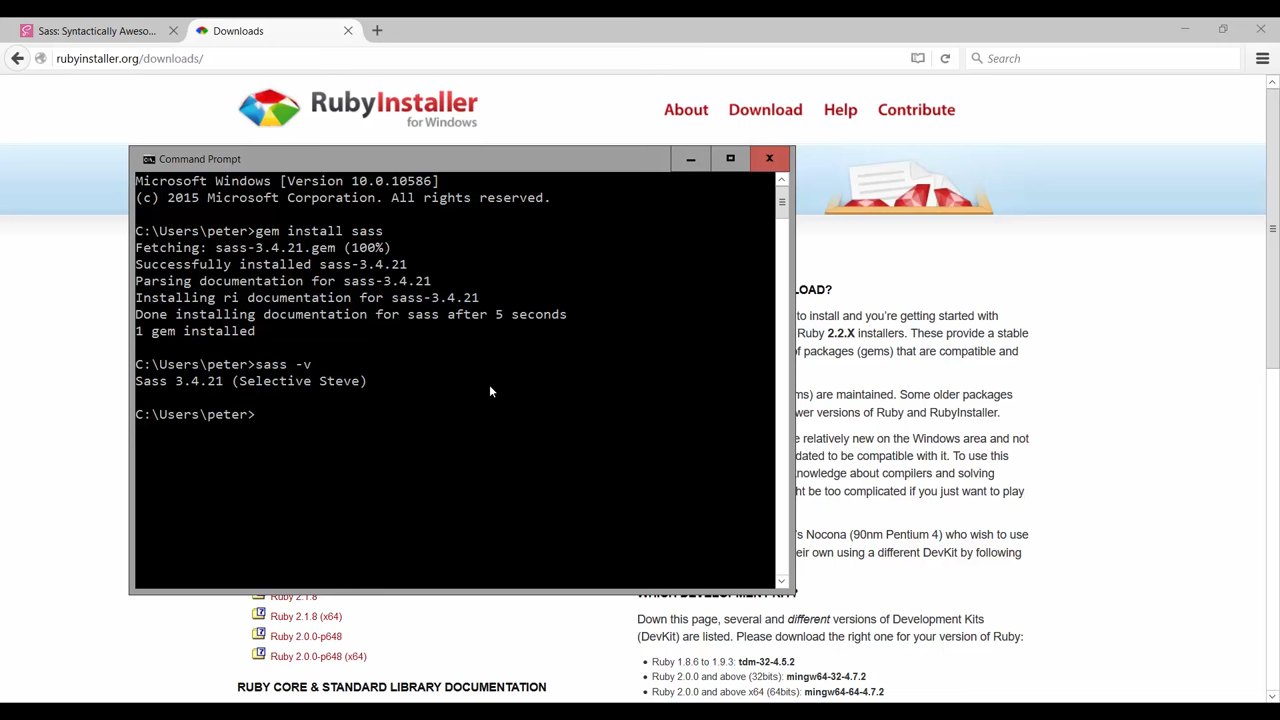 Sass: Syntactically Aweso...
Downloads
rubyinstaller.org/downloads/
Search
RubyInstaller
for Windows
About Download Help Contribute
Command Prompt
Microsoft Windows [Version 10.0.10586]
(c) 2015 Microsoft Corporation. All rights reserved.
C:\Users\peter>gem install sass
Fetching: sass-3.4.21.gem (100%)
Successfully installed sass-3.4.21
Parsing documentation for sass-3.4.21
Installing ri documentation for sass-3.4.21
Done installing documentation for sass after 5 seconds
1 gem installed
C:\Users\peter>sass -v
Sass 3.4.21 (Selective Steve)
C:\Users\peter>
LOAD?
to install and you're getting started with
Ruby 2.2.X installers. These provide a stable
of packages (gems) that are compatible and
ms) are maintained. Some older packages
wer versions of Ruby and RubyInstaller.
e relatively new on the Windows area and not
dated to be compatible with it. To use this
nowledge about compilers and solving
ht be too complicated if you just want to play
's Nocona (90nm Pentium 4) who wish to use
eir own using a different DevKit by following
Ruby 2.1.8
Ruby 2.1.8 (x64)
Ruby 2.0.0-p648
Ruby 2.0.0-p648 (x64)
RUBY CORE & STANDARD LIBRARY DOCUMENTATION
WHICH DEVELOPMENT KIT?
Down this page, several and different versions of Development Kits
(DevKit) are listed. Please download the right one for your version of Ruby:
Ruby 1.8.6 to 1.9.3: tdm-32-4.5.2
Ruby 2.0.0 and above (32bits): mingw64-32-4.7.2
Ruby 2.0.0 and above x64 (64bits): mingw64-64-4.7.2